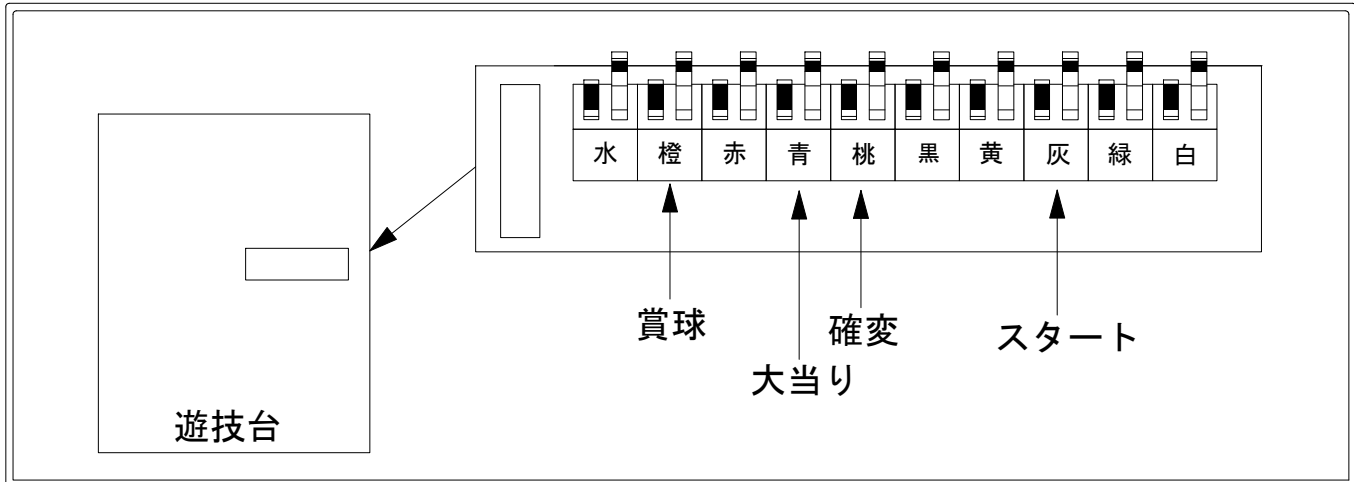 水 橙 赤 青 桃 黒 黄 灰 緑 白
賞球
確変
スタート
大当り
遊技台